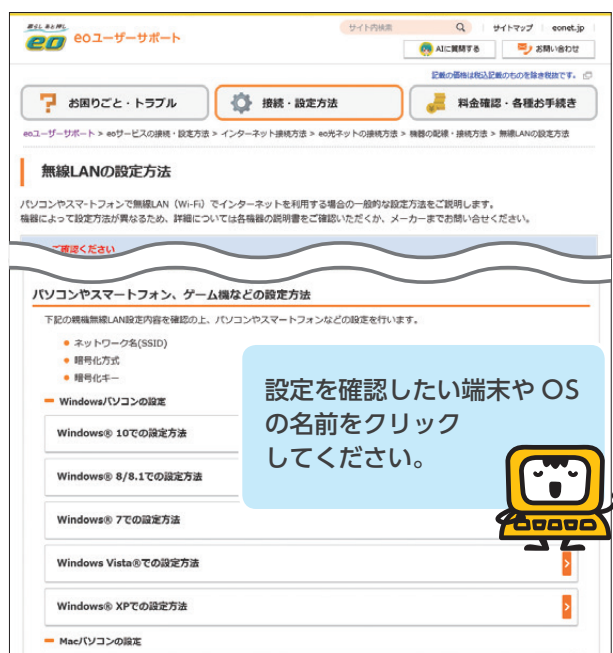 暮らしまるごと
eo eoユーザーサポート
サイト内検索
サイトマップ eonet.jp
AIに質問する お問い合わせ
記載の価格は税込記載のものを除き税抜です。
お困りごと・トラブル 接続・設定方法 料金確認・各種お手続き
eoユーザーサポート > eoサービスの接続・設定方法 > インターネット接続方法 > eo光ネットの接続方法 > 機器の配線・接続方法 > 無線LANの設定方法
無線LANの設定方法
パソコンやスマートフォンで無線LAN（Wi-Fi）でインターネットを利用する場合の一般的な設定方法をご説明します。
機器によって設定方法が異なるため、詳細については各機器の説明書をご確認いただくか、メーカーまでお問い合せください。
ご確認ください
パソコンやスマートフォン、ゲーム機などの設定方法
下記の親機無線LAN設定内容を確認の上、パソコンやスマートフォンなどの設定を行います。
ネットワーク名(SSID)
暗号化方式
暗号化キー
Windowsパソコンの設定
Windows® 10での設定方法
Windows® 8/8.1での設定方法
Windows® 7での設定方法
Windows Vista®での設定方法
Windows® XPでの設定方法
Macパソコンの設定
設定を確認したい端末や OS
の名前をクリック
してください。